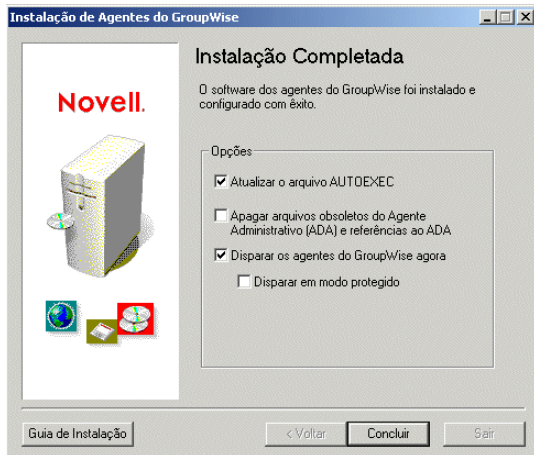 Instalação de Agentes do GroupWise
Novell.
Instalação Completada
O software dos agentes do GroupWise foi instalado e
configurado com êxito.
Opções
Atualizar o arquivo AUTOEXEC
Apagar arquivos obsoletos do Agente
Administrativo (ADA) e referências ao ADA
Disparar os agentes do GroupWise agora
Disparar em modo protegido
Guia de Instalação
< Voltar
Concluir
Sair